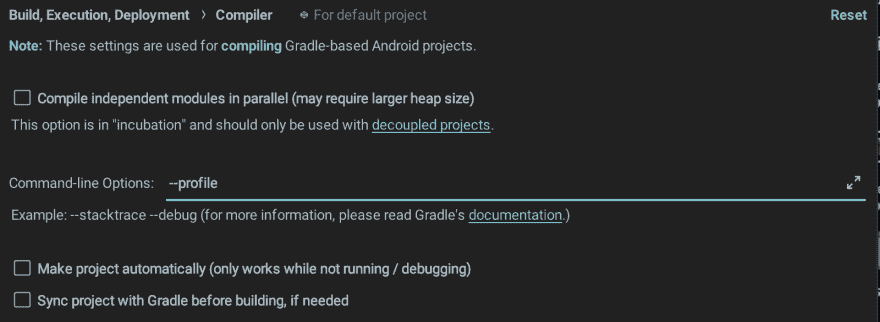 Build, Execution, Deployment › Compiler For default project Reset
Note: These settings are used for compiling Gradle-based Android projects.
Compile independent modules in parallel (may require larger heap size)
This option is in "incubation" and should only be used with decoupled projects.
Command-line Options: --profile
Example: --stacktrace --debug (for more information, please read Gradle's documentation.)
Make project automatically (only works while not running / debugging)
Sync project with Gradle before building, if needed